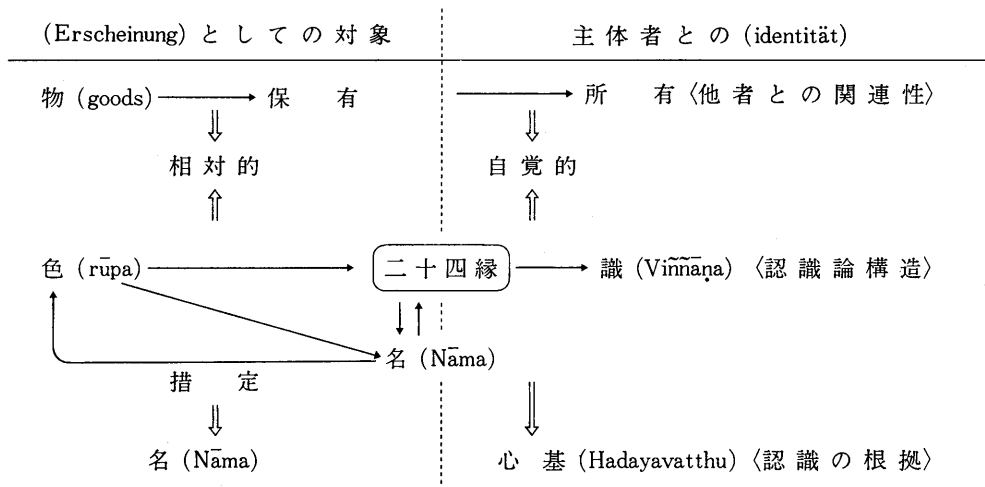 (Erscheinung) としての対象 主体者との (identität)
物 (goods) 保有 所有〈他者との関連性〉
相対的 自覚的
色 (rūpa) 二十四縁 識 (Viññāṇa)〈認識論構造〉
名 (Nāma)
措定
名 (Nāma) 心基 (Hadayavatthu)〈認識の根拠〉